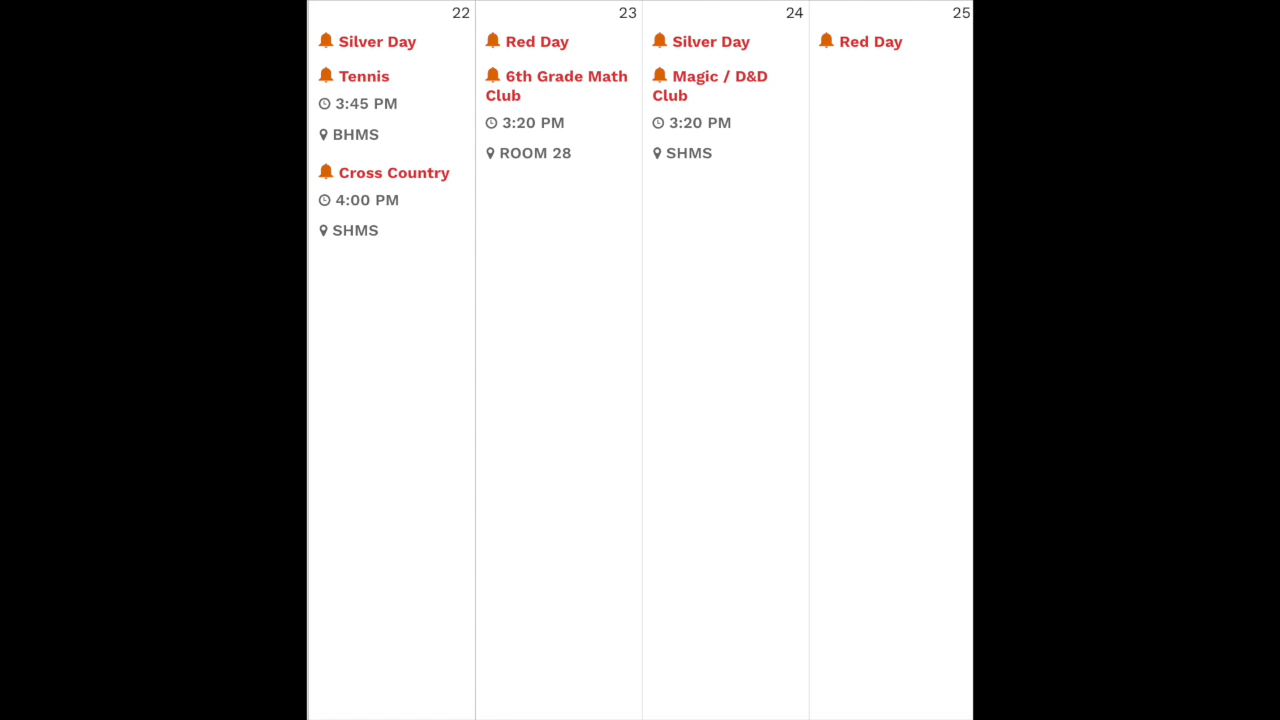 22
Silver Day
Tennis
3:45 PM
BHMS
Cross Country
4:00 PM
SHMS
23
Red Day
6th Grade Math
Club
3:20 PM
ROOM 28
24
Silver Day
Magic / D&D
Club
3:20 PM
SHMS
25
Red Day